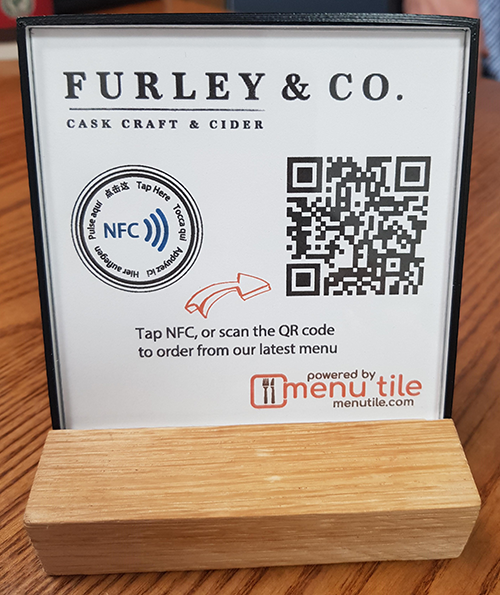 FURLEY & CO.
CASK CRAFT & CIDER
点击这
Tap Here
Tocca qui
Appuyez ici
Hier auflegen
Pulse aquí
NFC
Tap NFC, or scan the QR code
to order from our latest menu
powered by
menu tile
menutile.com